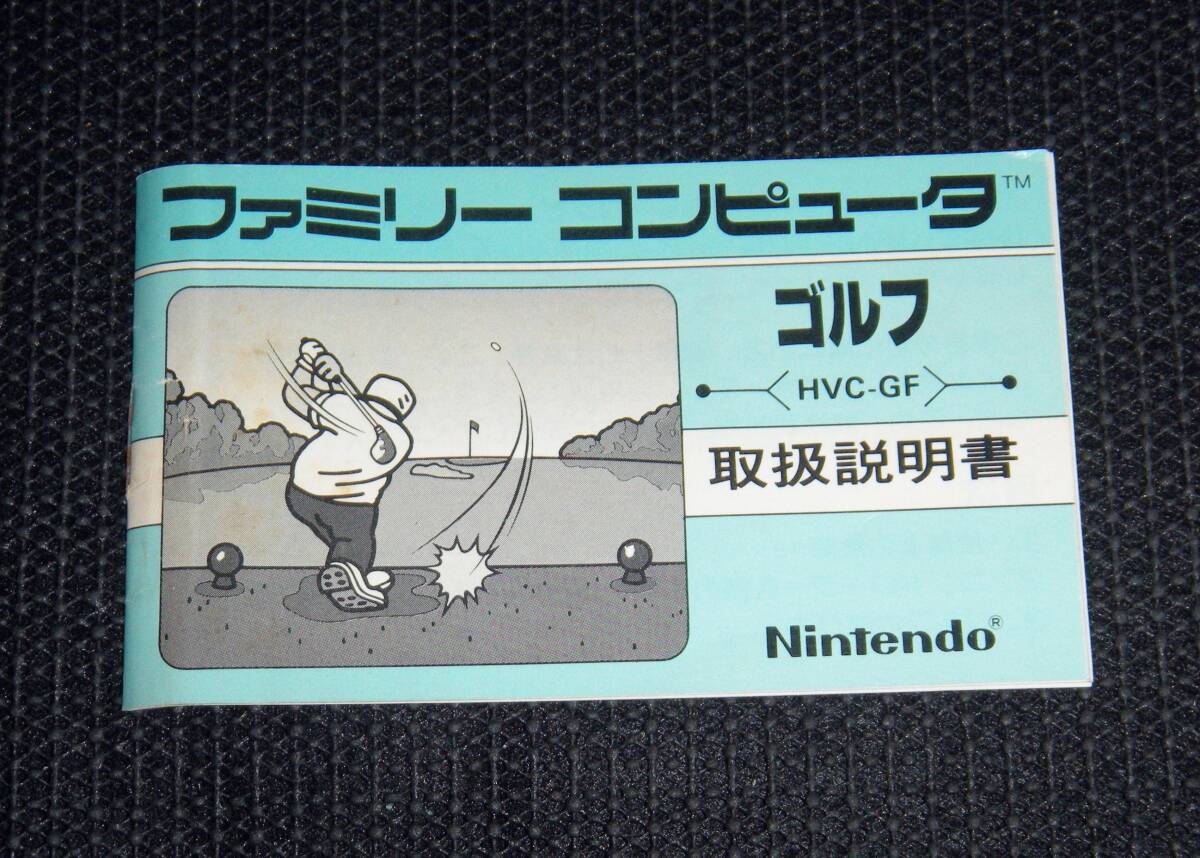 ファミリー コンピュータ™
ゴルフ
HVC-GF
取扱説明書
Nintendo®